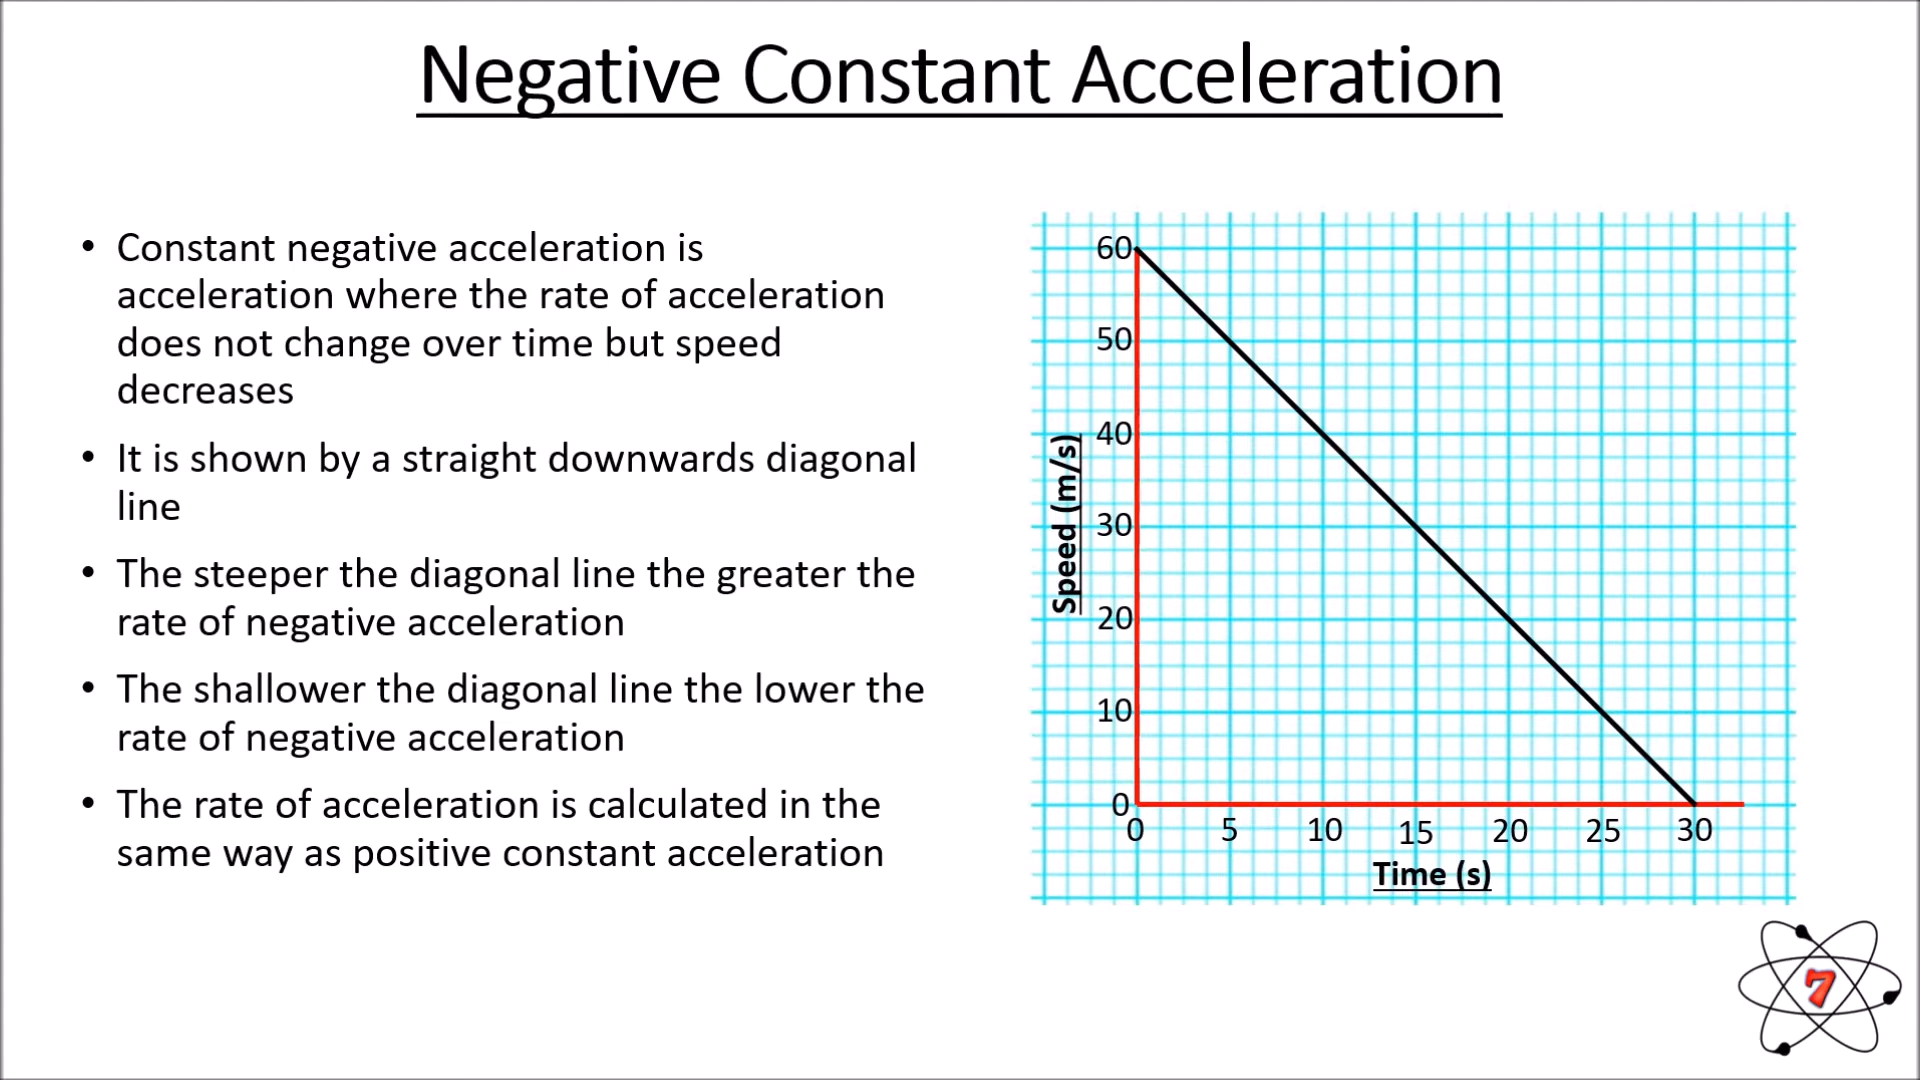 Negative Constant Acceleration
• Constant negative acceleration is
acceleration where the rate of acceleration
does not change over time but speed
decreases
• It is shown by a straight downwards diagonal
line
• The steeper the diagonal line the greater the
rate of negative acceleration
• The shallower the diagonal line the lower the
rate of negative acceleration
• The rate of acceleration is calculated in the
same way as positive constant acceleration
Speed (m/s)
60
50
40
30
20
10
0
0 5 10 15 20 25 30
Time (s)
7